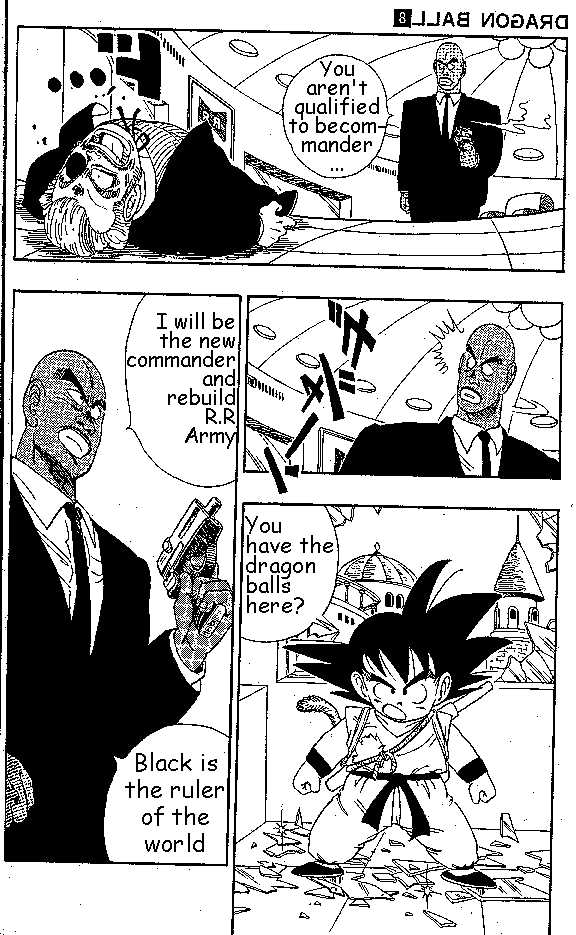 DRAGON BALL 8
You
aren't
qualified
to becom-
mander
...
I will be
the new
commander
and
rebuild
R.R
Army
Black is
the ruler
of the
world
You
have the
dragon
balls
here?